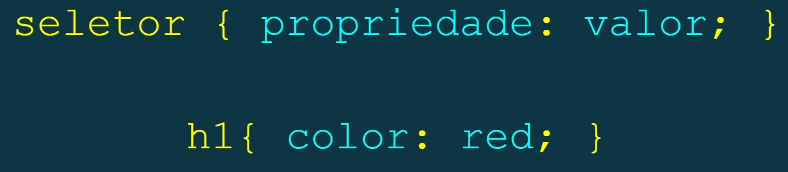 seletor { propriedade: valor; }
h1{ color: red; }